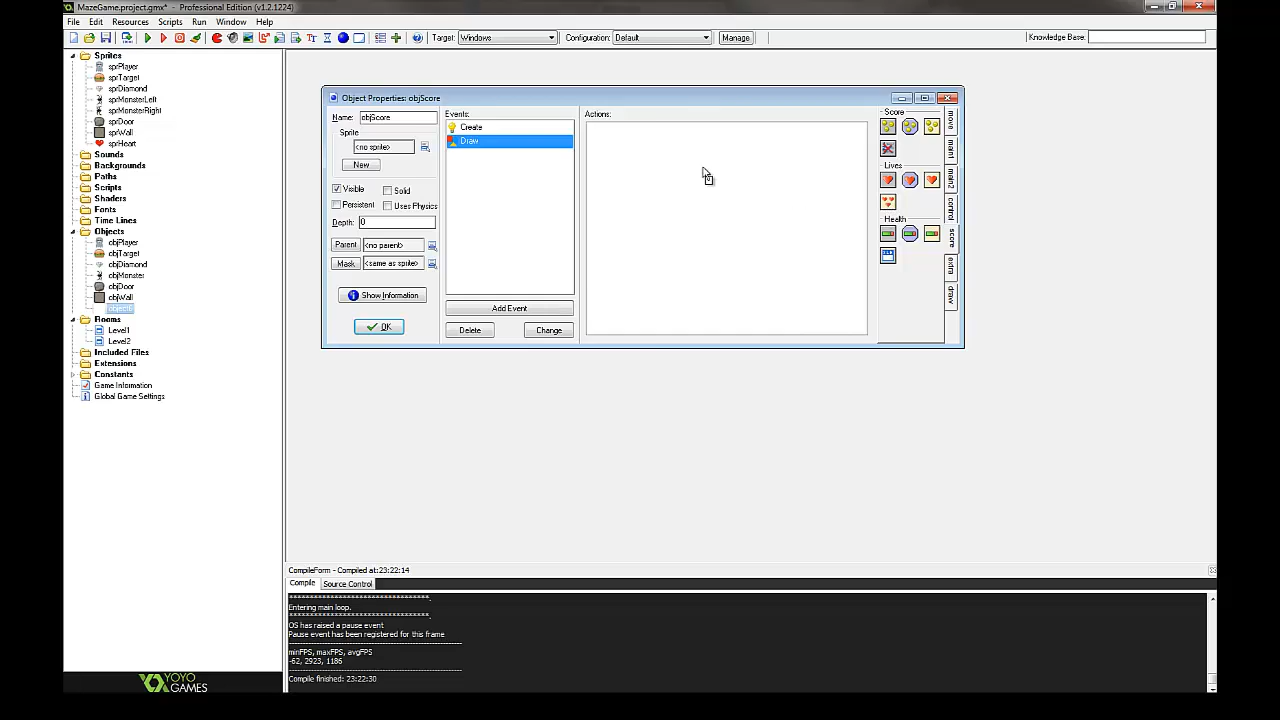 MazeGame.project.gmx* - Professional Edition (v1.2.1224)
File Edit Resources Scripts Run Window Help
Target: Windows Configuration: Default Manage Knowledge Base:
Sprites
sprPlayer
sprTarget
sprDiamond
sprMonsterLeft
sprMonsterRight
sprDoor
sprWall
sprHeart
Sounds
Backgrounds
Paths
Scripts
Shaders
Fonts
Time Lines
Objects
objPlayer
objTarget
objDiamond
objMonster
objDoor
objWall
Rooms
Level1
Level2
Included Files
Extensions
Constants
Game Information
Global Game Settings
YOYO
GAMES
Object Properties: objScore
Name: objScore
Sprite
<no sprite>
New
Visible Solid
Persistent Uses Physics
Depth: 0
Parent <no parent>
Mask <same as sprite>
Show Information
OK
Events:
Create
Draw
Add Event
Delete Change
Actions:
Score
Lives
Health
move
main1
main2
control
score
extra
draw
CompileForm - Compiled at:23:22:14
Compile Source Control
Entering main loop.
OS has raised a pause event
Pause event has been registered for this frame
minFPS, maxFPS, avgFPS
-62, 2923, 1186
Compile finished: 23:22:30